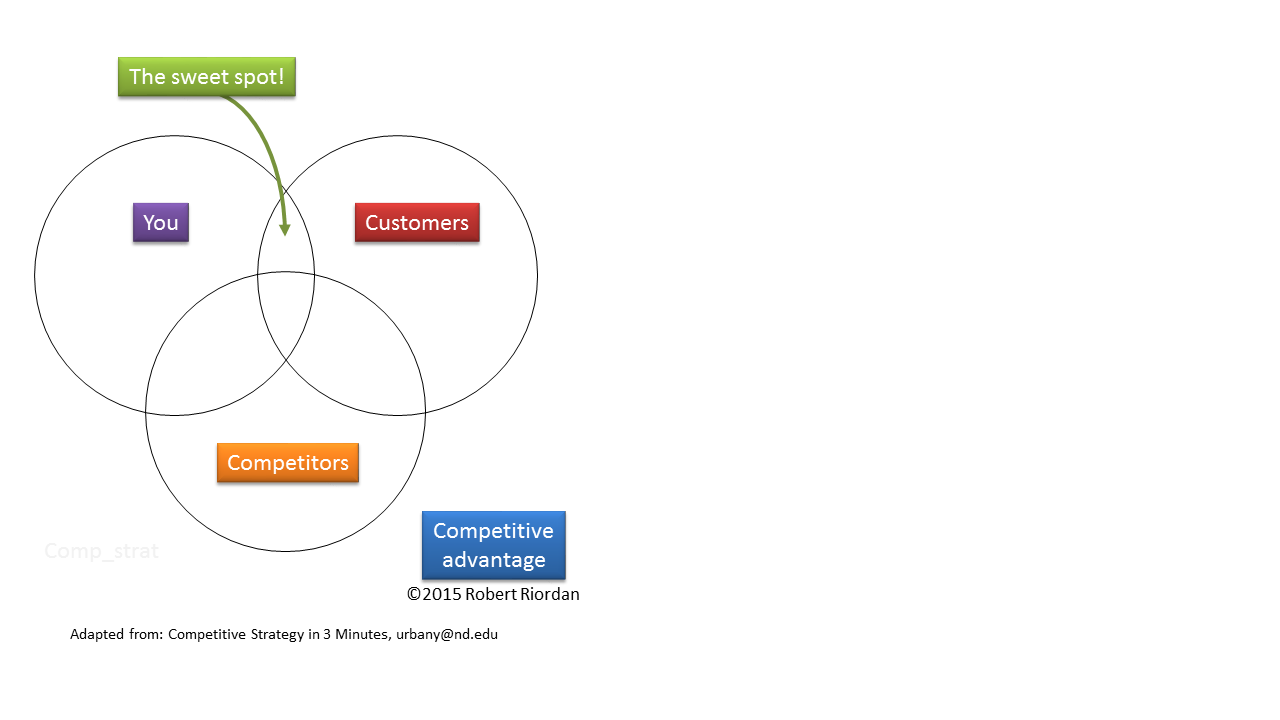 The sweet spot!
You
Customers
Competitors
Competitive
advantage
Comp_strat
©2015 Robert Riordan
Adapted from: Competitive Strategy in 3 Minutes, urbany@nd.edu